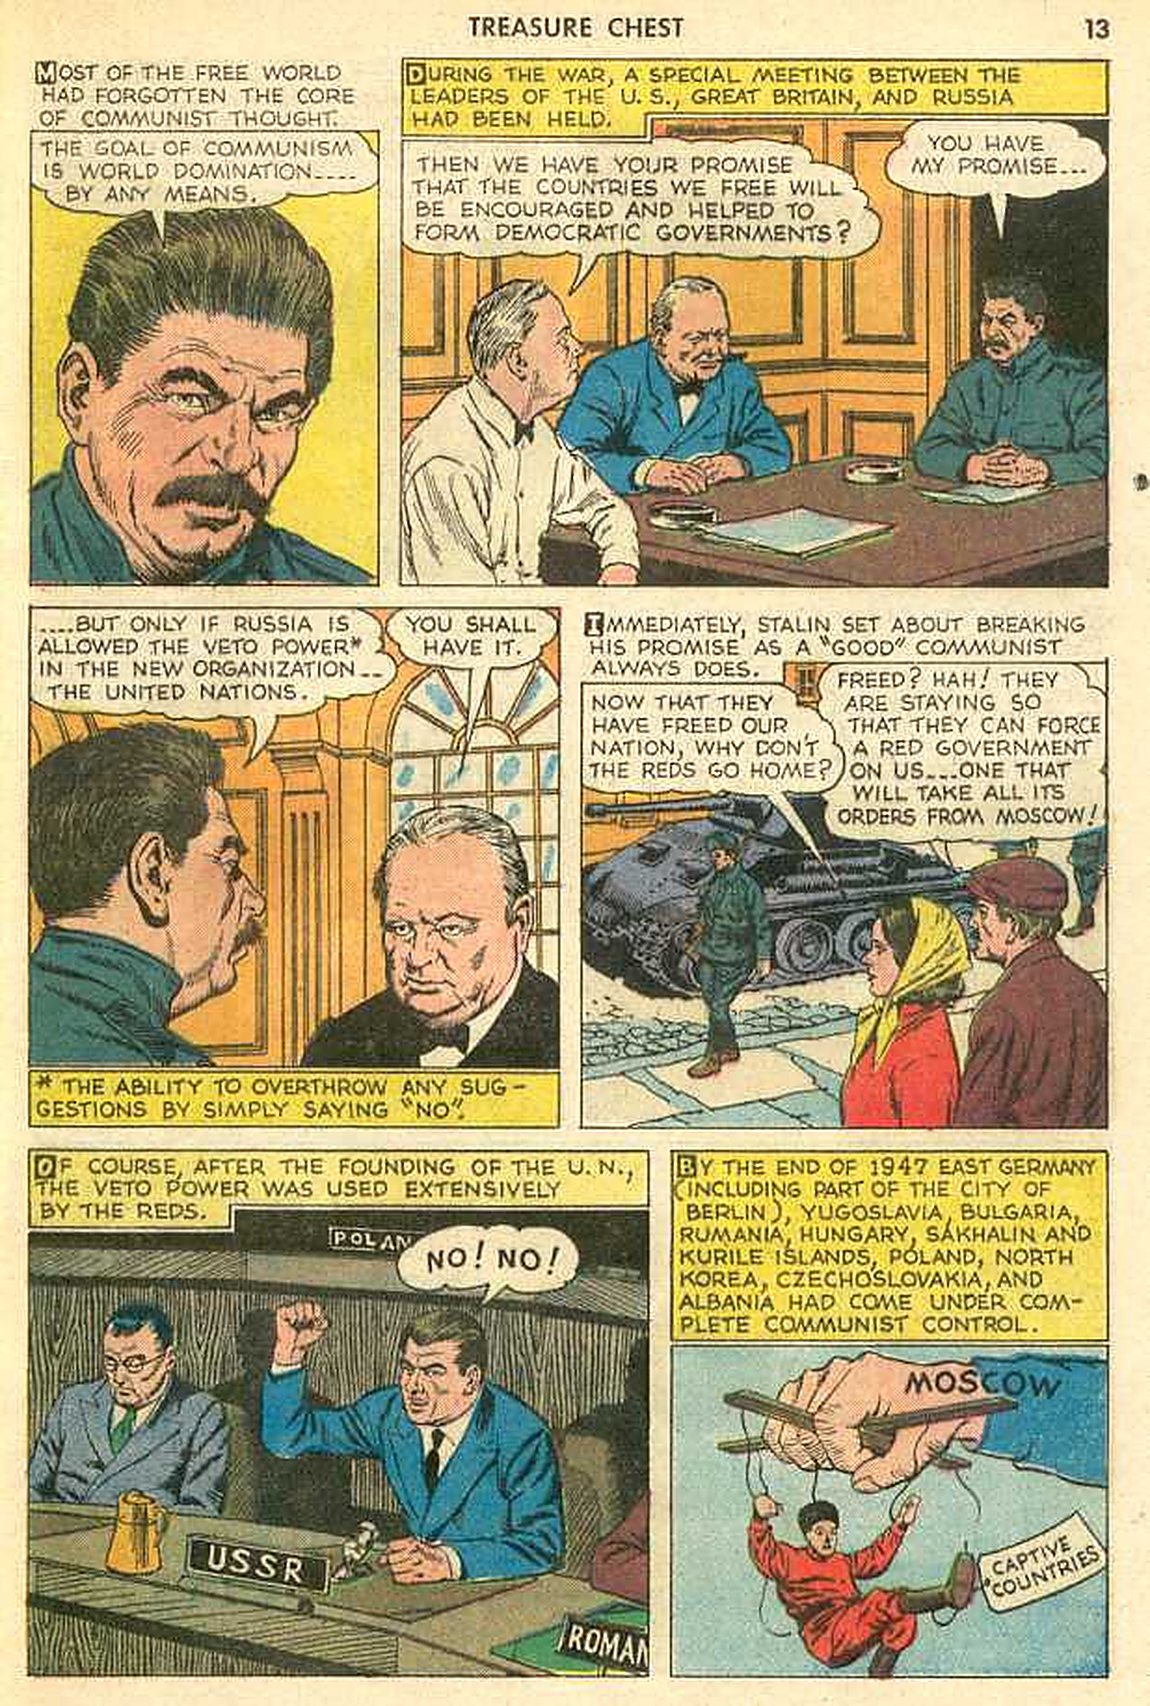 TREASURE CHEST
13
MOST OF THE FREE WORLD
HAD FORGOTTEN THE CORE
OF COMMUNIST THOUGHT.
THE GOAL OF COMMUNISM
IS WORLD DOMINATION....
BY ANY MEANS.
DURING THE WAR, A SPECIAL MEETING BETWEEN THE
LEADERS OF THE U.S., GREAT BRITAIN, AND RUSSIA
HAD BEEN HELD.
THEN WE HAVE YOUR PROMISE
THAT THE COUNTRIES WE FREE WILL
BE ENCOURAGED AND HELPED TO
FORM DEMOCRATIC GOVERNMENTS?
YOU HAVE
MY PROMISE...
....BUT ONLY IF RUSSIA IS
ALLOWED THE VETO POWER*
IN THE NEW ORGANIZATION..
THE UNITED NATIONS.
YOU SHALL
HAVE IT.
* THE ABILITY TO OVERTHROW ANY SUG-
GESTIONS BY SIMPLY SAYING "NO".
IMMEDIATELY, STALIN SET ABOUT BREAKING
HIS PROMISE AS A "GOOD" COMMUNIST
ALWAYS DOES.
NOW THAT THEY
HAVE FREED OUR
NATION, WHY DON'T
THE REDS GO HOME?
FREED? HAH! THEY
ARE STAYING SO
THAT THEY CAN FORCE
A RED GOVERNMENT
ON US...ONE THAT
WILL TAKE ALL ITS
ORDERS FROM MOSCOW!
OF COURSE, AFTER THE FOUNDING OF THE U.N.,
THE VETO POWER WAS USED EXTENSIVELY
BY THE REDS.
POLAN
NO! NO!
USSR
ROMAN
BY THE END OF 1947 EAST GERMANY
(INCLUDING PART OF THE CITY OF
BERLIN), YUGOSLAVIA, BULGARIA,
RUMANIA, HUNGARY, SAKHALIN AND
KURILE ISLANDS, POLAND, NORTH
KOREA, CZECHOSLOVAKIA, AND
ALBANIA HAD COME UNDER COM-
PLETE COMMUNIST CONTROL.
MOSCOW
CAPTIVE
COUNTRIES